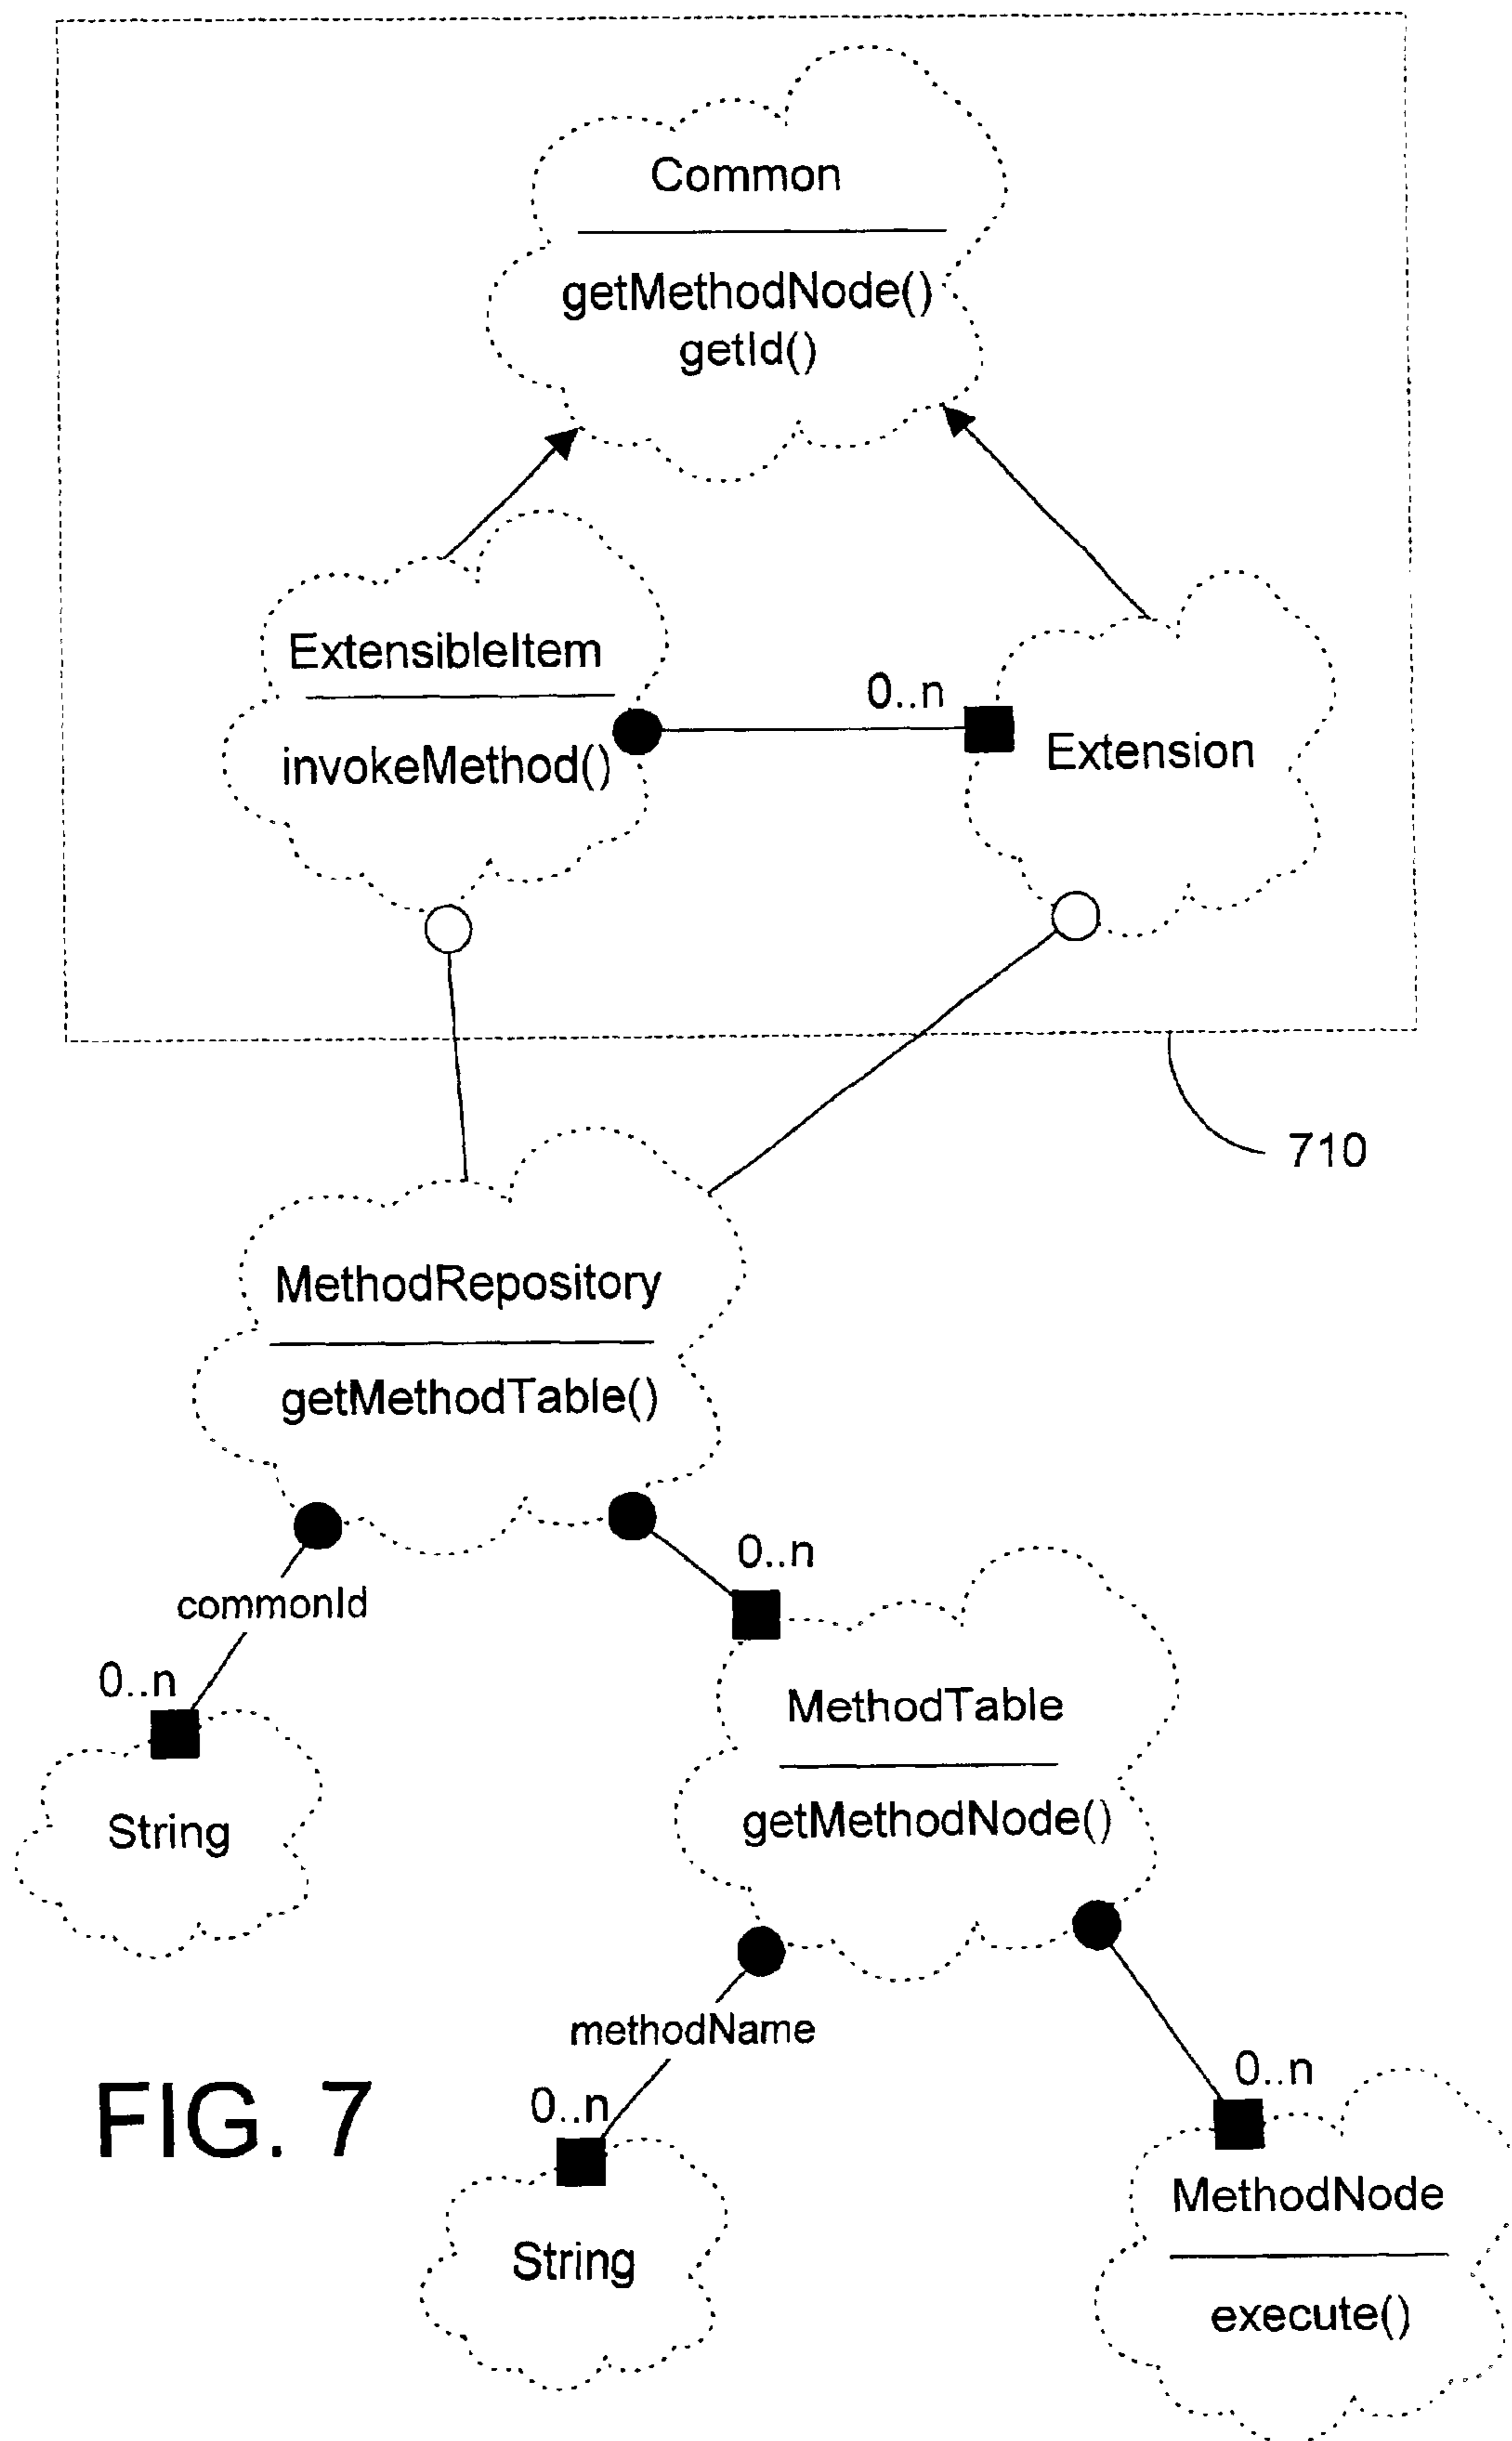 Common
getMethodNode()
getId()
ExtensibleItem
invokeMethod()
0..n
Extension
710
MethodRepository
getMethodTable()
commonId
0..n
String
0..n
MethodTable
getMethodNode()
methodName
0..n
String
0..n
MethodNode
execute()
FIG. 7